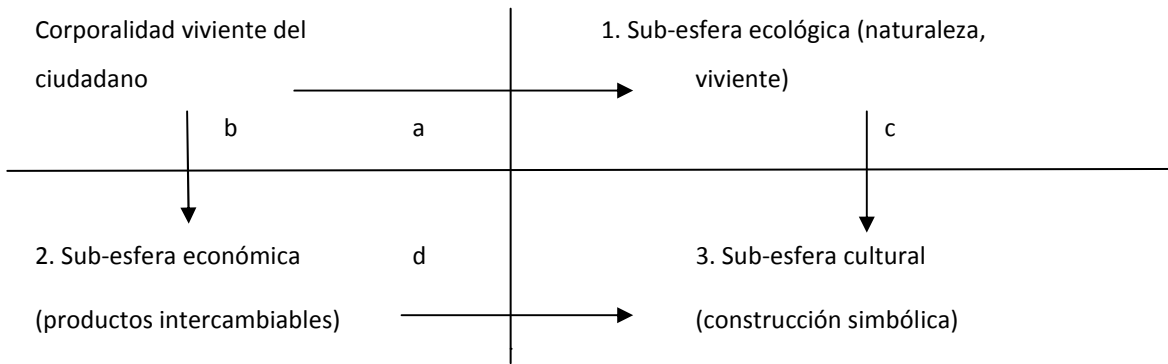 Corporalidad viviente del
ciudadano
1. Sub-esfera ecológica (naturaleza,
viviente)
b
a
c
2. Sub-esfera económica
(productos intercambiables)
d
3. Sub-esfera cultural
(construcción simbólica)